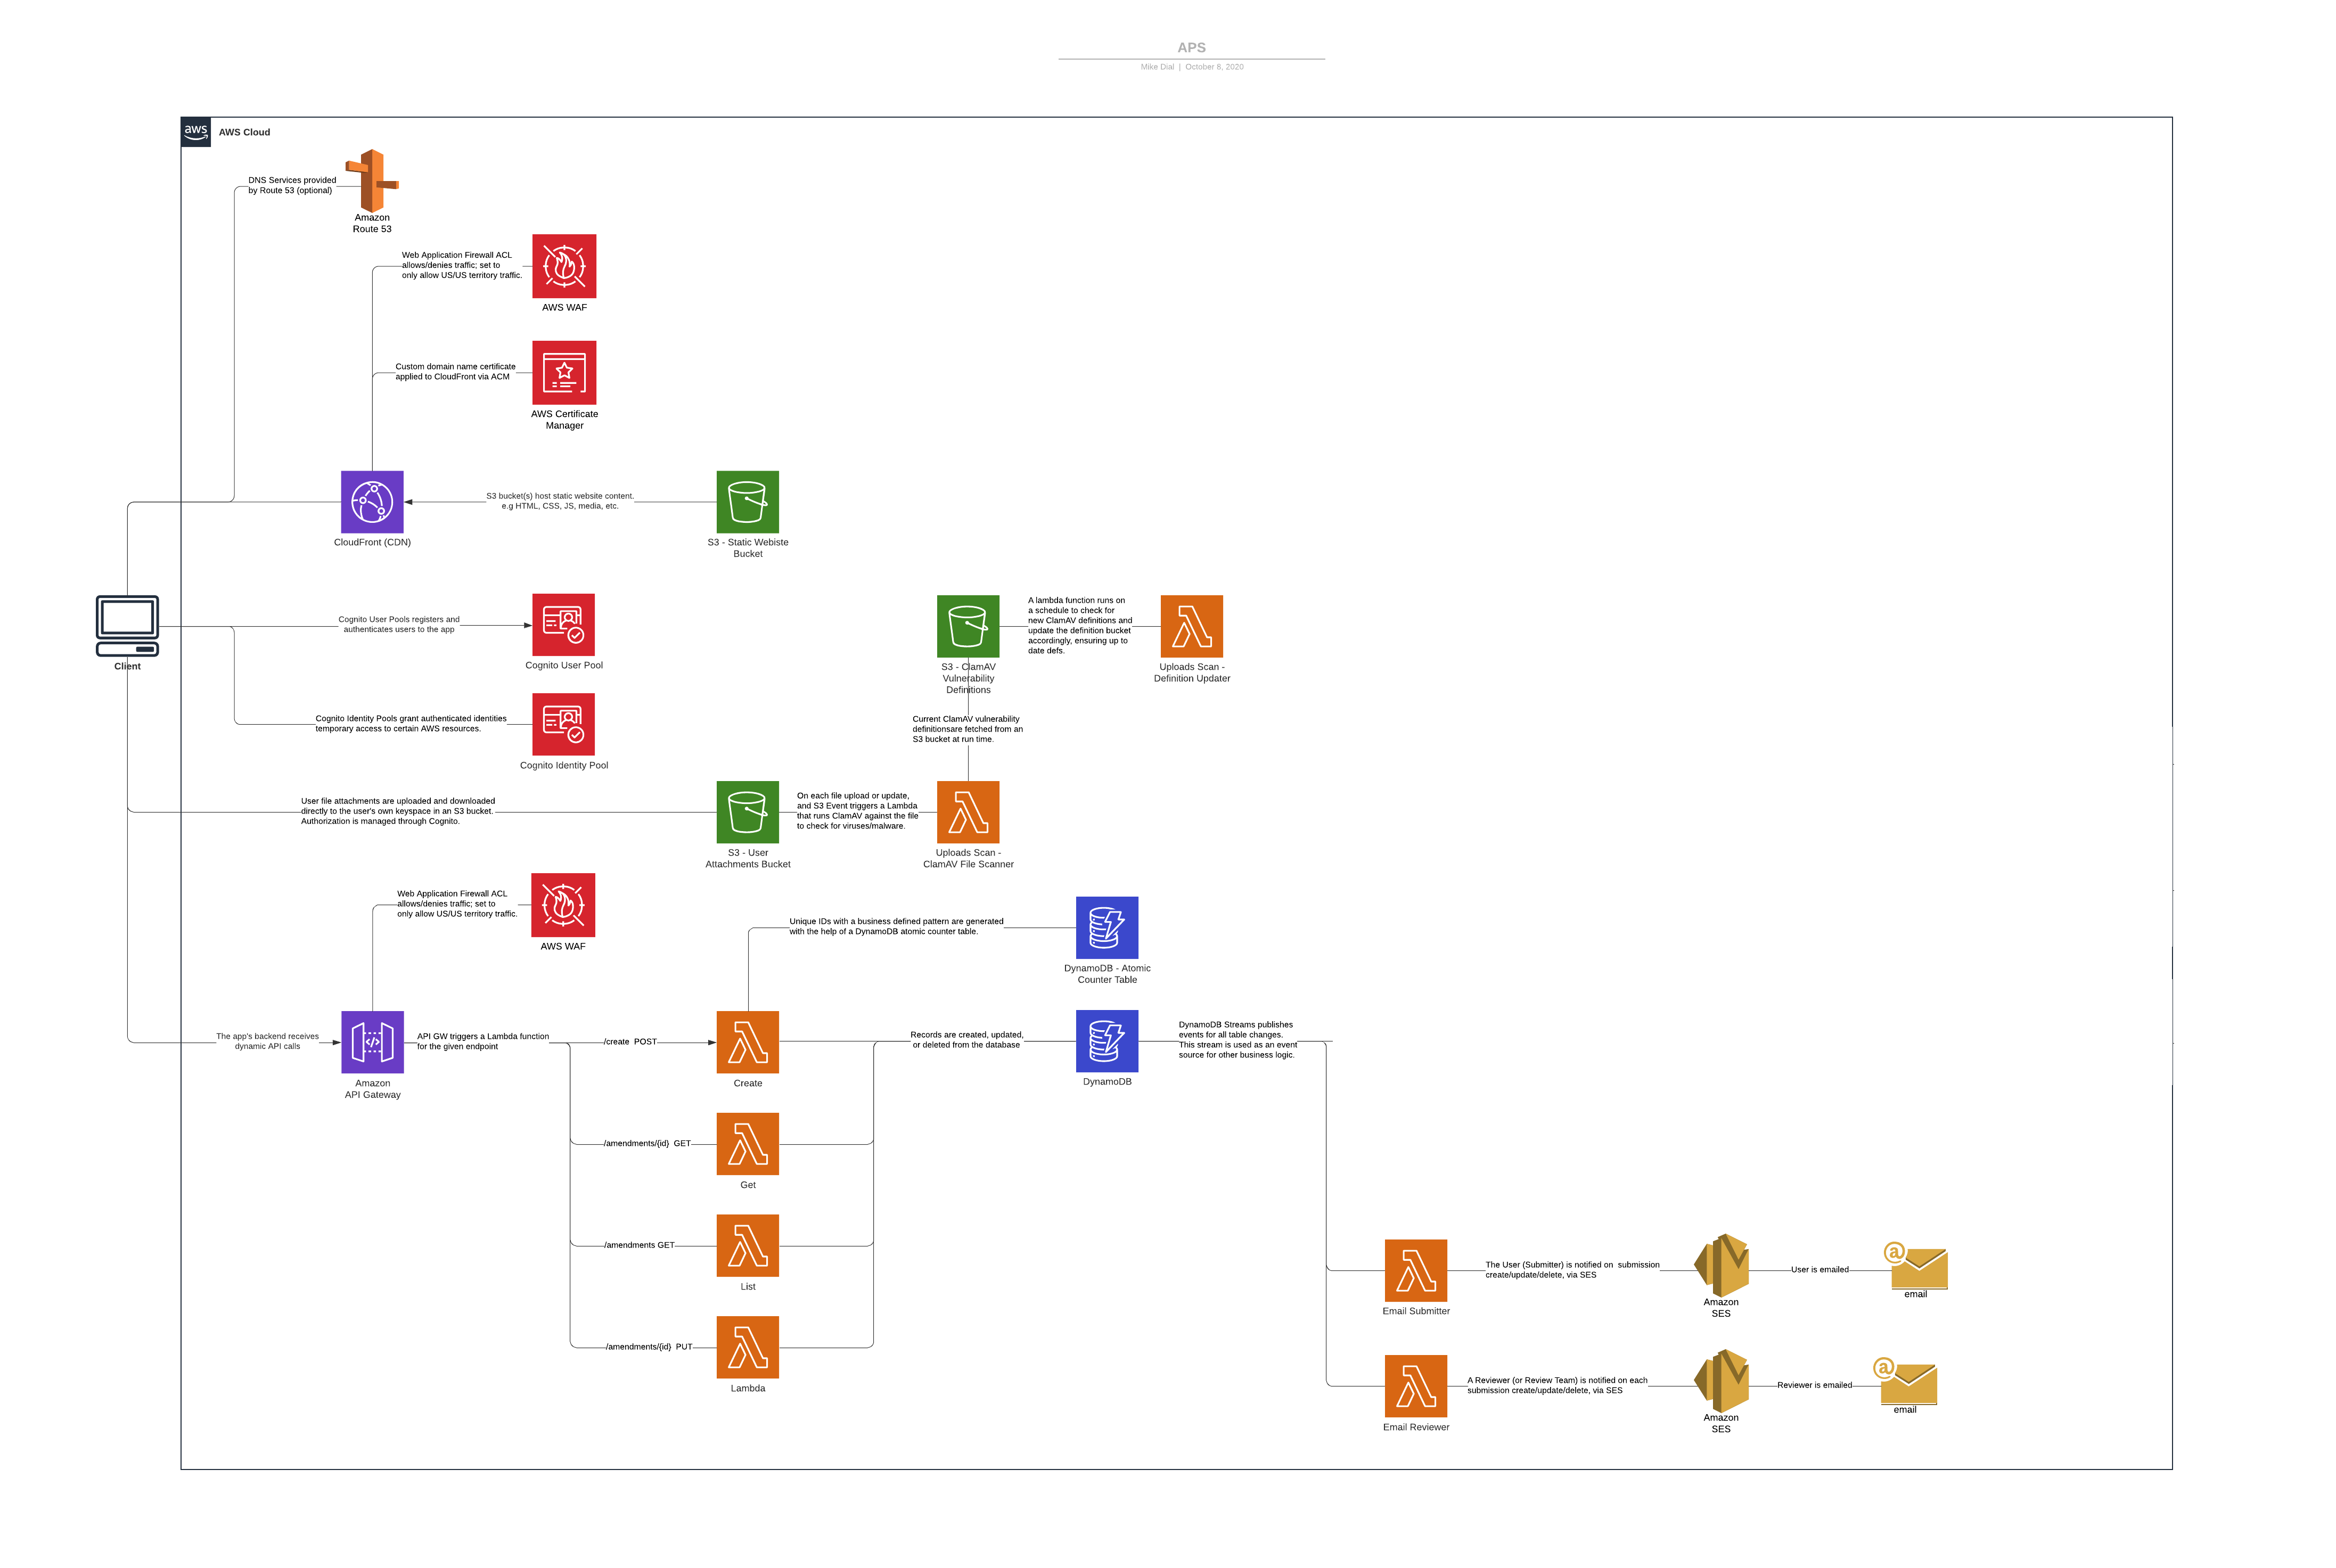 APS
Mike Dial | October 8, 2020
aws
AWS Cloud
DNS Services provided
by Route 53 (optional)
Amazon
Route 53
Web Application Firewall ACL
allows/denies traffic; set to
only allow US/US territory traffic.
AWS WAF
Custom domain name certificate
applied to CloudFront via ACM
AWS Certificate
Manager
CloudFront (CDN)
S3 bucket(s) host static website content.
e.g HTML, CSS, JS, media, etc.
S3 - Static Webiste
Bucket
Client
Cognito User Pools registers and
authenticates users to the app
Cognito User Pool
Cognito Identity Pools grant authenticated identities
temporary access to certain AWS resources.
Cognito Identity Pool
S3 - ClamAV
Vulnerability
Definitions
A lambda function runs on
a schedule to check for
new ClamAV definitions and
update the definition bucket
accordingly, ensuring up to
date defs.
Uploads Scan -
Definition Updater
Current ClamAV vulnerability
definitionsare fetched from an
S3 bucket at run time.
User file attachments are uploaded and downloaded
directly to the user's own keyspace in an S3 bucket.
Authorization is managed through Cognito.
S3 - User
Attachments Bucket
On each file upload or update,
and S3 Event triggers a Lambda
that runs ClamAV against the file
to check for viruses/malware.
Uploads Scan -
ClamAV File Scanner
Web Application Firewall ACL
allows/denies traffic; set to
only allow US/US territory traffic.
AWS WAF
Unique IDs with a business defined pattern are generated
with the help of a DynamoDB atomic counter table.
DynamoDB - Atomic
Counter Table
The app's backend receives
dynamic API calls
Amazon
API Gateway
API GW triggers a Lambda function
for the given endpoint
/create POST
Create
Records are created, updated,
or deleted from the database
DynamoDB
DynamoDB Streams publishes
events for all table changes.
This stream is used as an event
source for other business logic.
/amendments/{id} GET
Get
/amendments GET
List
/amendments/{id} PUT
Lambda
Email Submitter
The User (Submitter) is notified on submission
create/update/delete, via SES
Amazon
SES
User is emailed
@
email
Email Reviewer
A Reviewer (or Review Team) is notified on each
submission create/update/delete, via SES
Amazon
SES
Reviewer is emailed
@
email